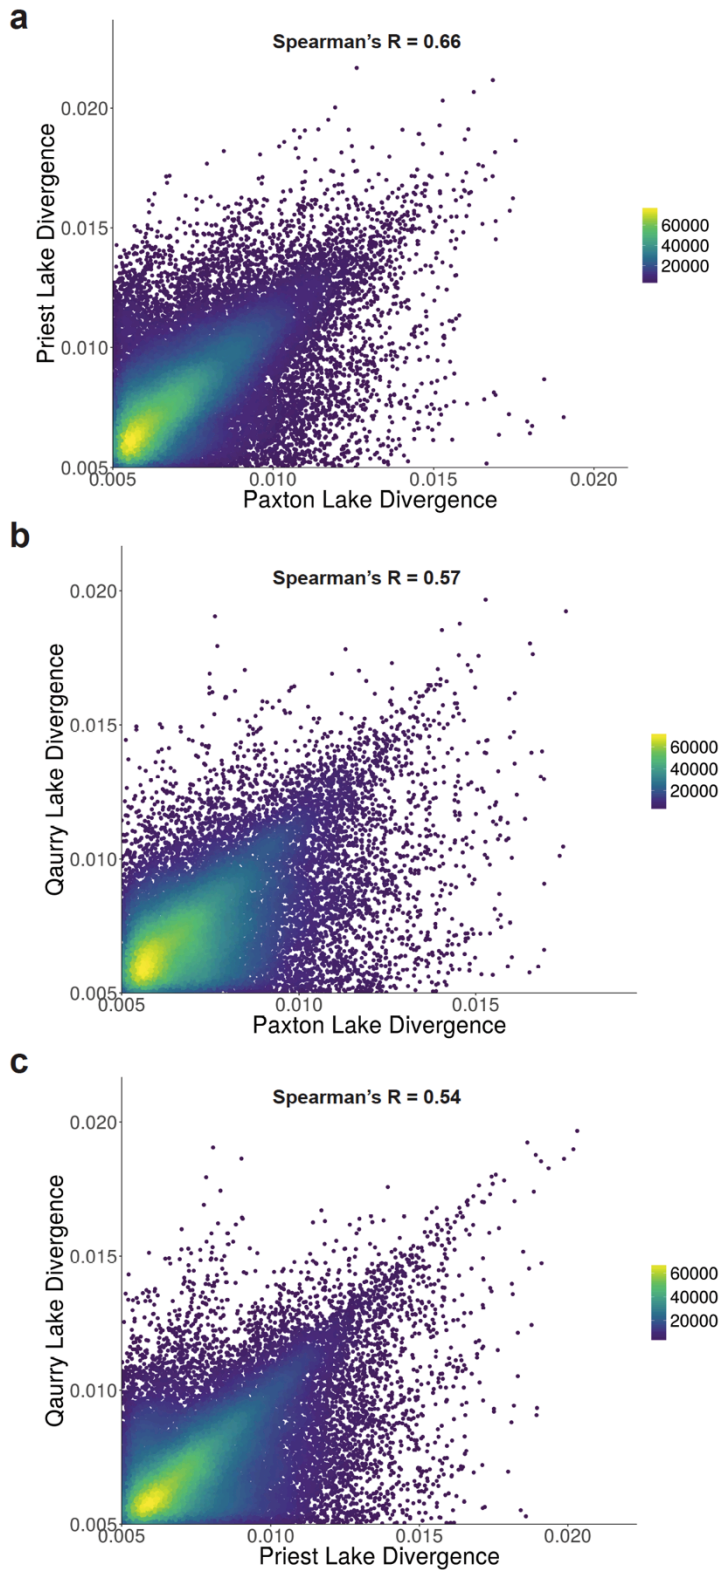 a
Spearman’s R = 0.66
Priest Lake Divergence
0.020
0.015
0.010
0.005
0.005
0.010
0.015
0.020
Paxton Lake Divergence
60000
40000
20000
b
Spearman’s R = 0.57
Qaurry Lake Divergence
0.020
0.015
0.010
0.005
0.005
0.010
0.015
Paxton Lake Divergence
60000
40000
20000
c
Spearman’s R = 0.54
Qaurry Lake Divergence
0.020
0.015
0.010
0.005
0.005
0.010
0.015
0.020
Priest Lake Divergence
60000
40000
20000